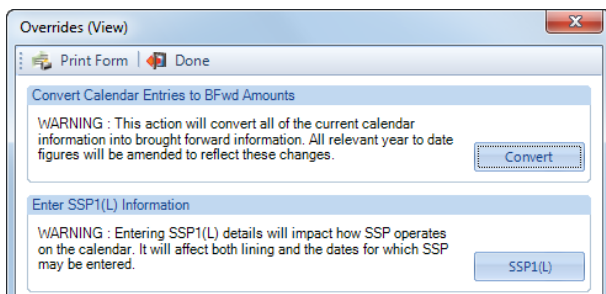 Overrides (View)
Print Form Done
Convert Calendar Entries to BFwd Amounts
WARNING : This action will convert all of the current calendar
information into brought forward information. All relevant year to date
figures will be amended to reflect these changes.
Convert
Enter SSP1(L) Information
WARNING : Entering SSP1(L) details will impact how SSP operates
on the calendar. It will affect both lining and the dates for which SSP
may be entered.
SSP1(L)